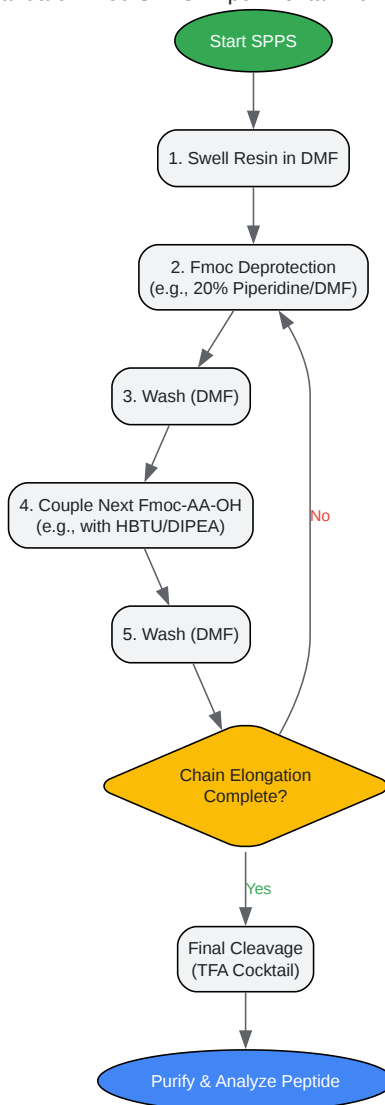 Start SPPS
1. Swell Resin in DMF
2. Fmoc Deprotection
(e.g., 20% Piperidine/DMF)
3. Wash (DMF)
4. Couple Next Fmoc-AA-OH
(e.g., with HBTU/DIPEA)
No
5. Wash (DMF)
Chain Elongation
Complete?
Yes
Final Cleavage
(TFA Cocktail)
Purify & Analyze Peptide